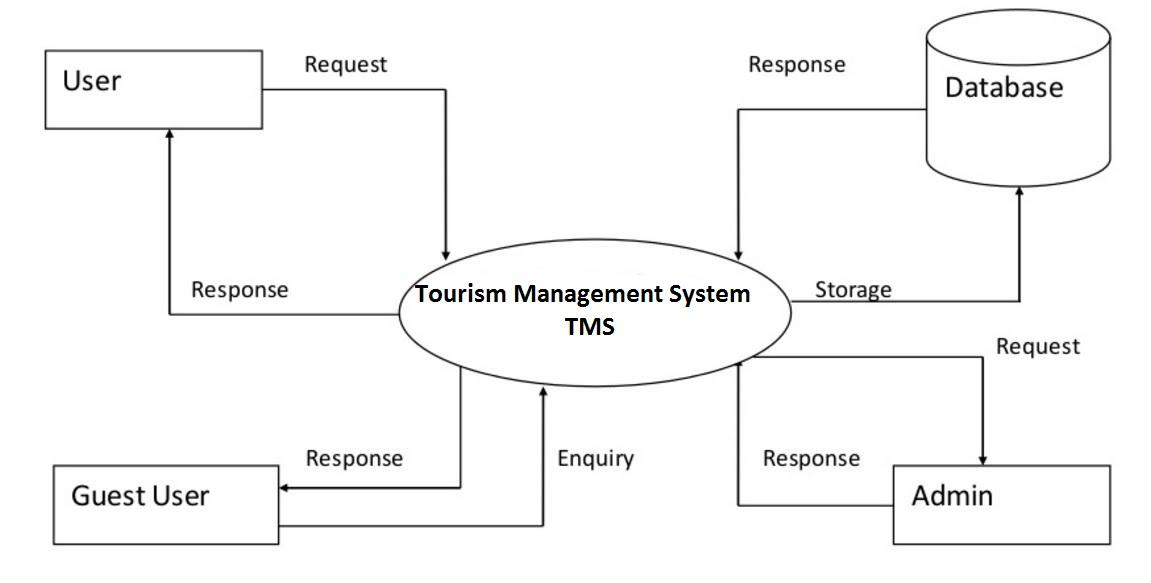 User
Request
Response
Database
Response
Tourism Management System
TMS
Storage
Request
Response
Enquiry
Response
Guest User
Admin